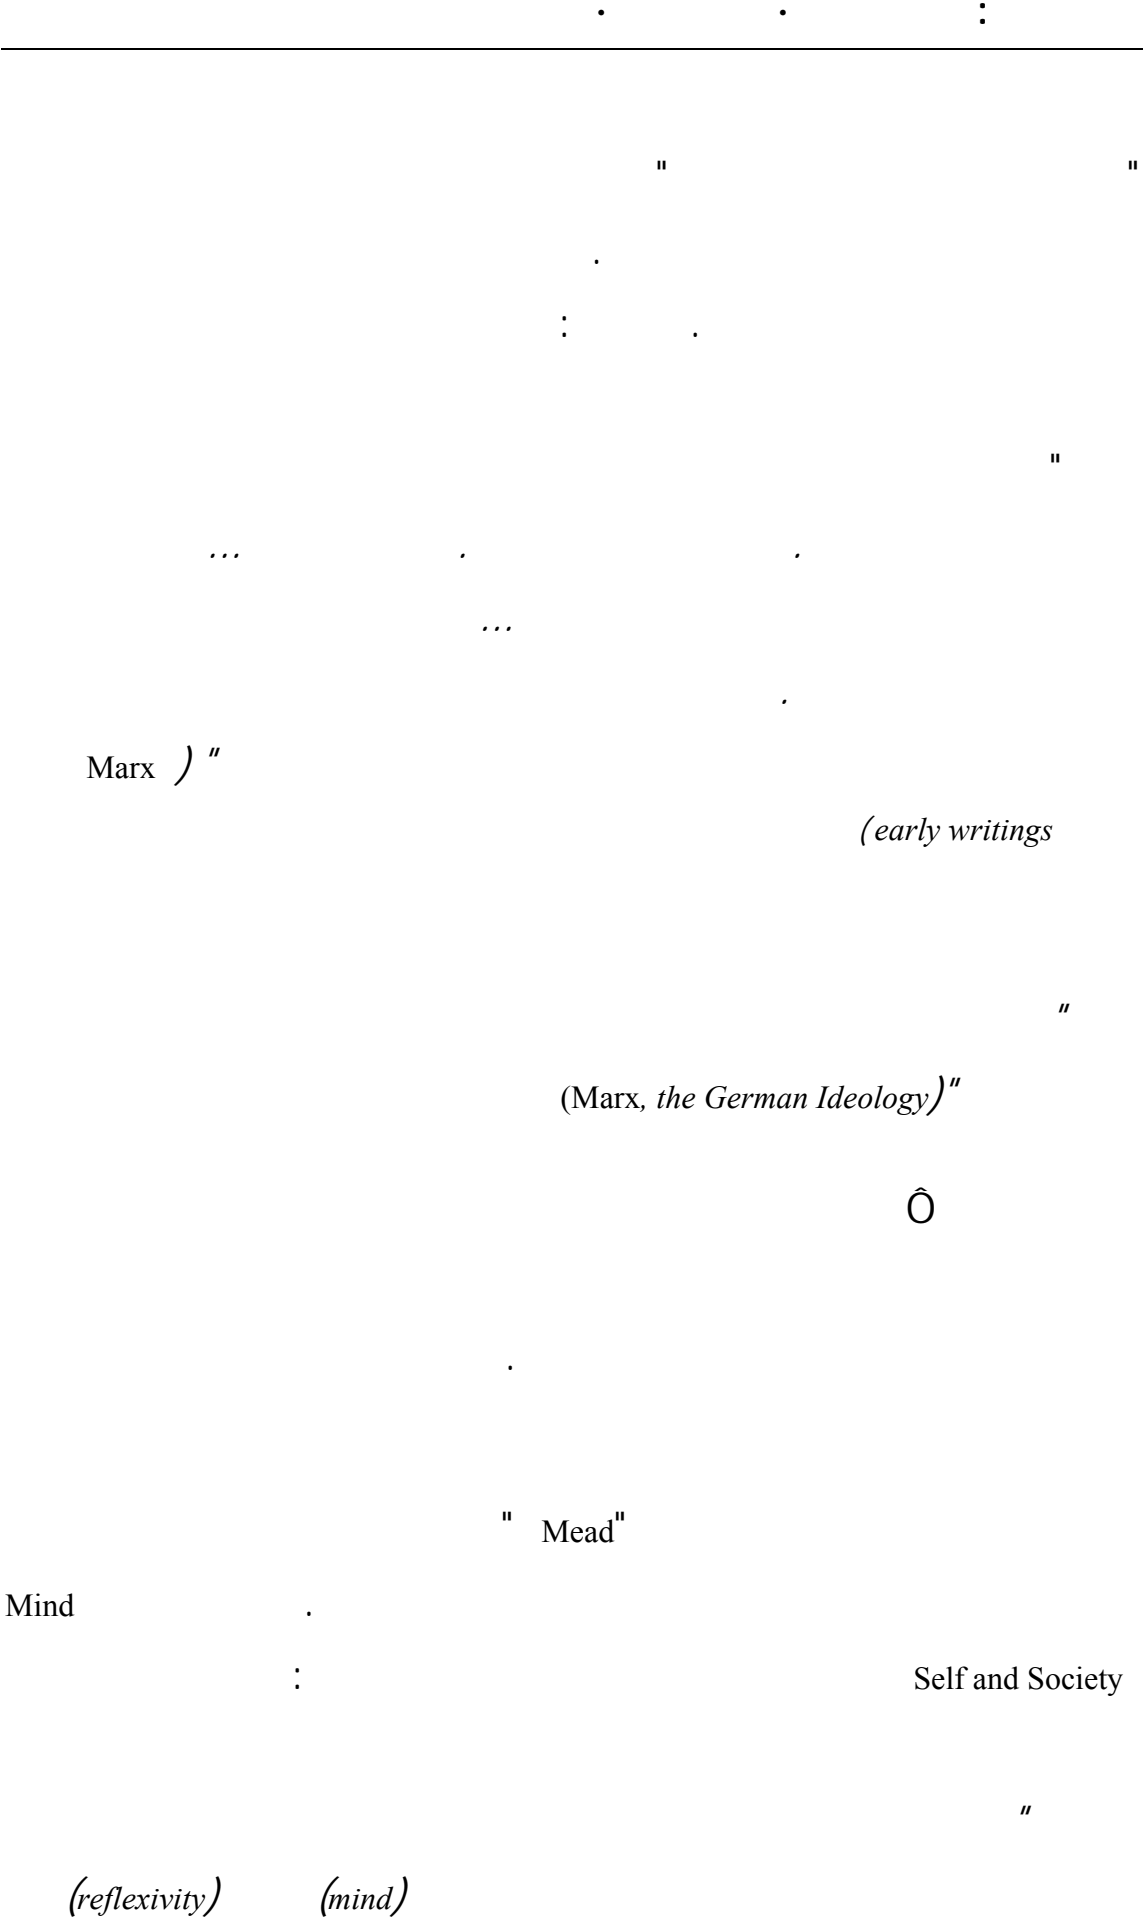 : . .
" "
.
. :
"
. . ...
...
.
" ) Marx
early writings)
"
"(Marx, the German Ideology)
Ô
.
"Mead "
. Mind
Self and Society :
"
(mind) (reflexivity)